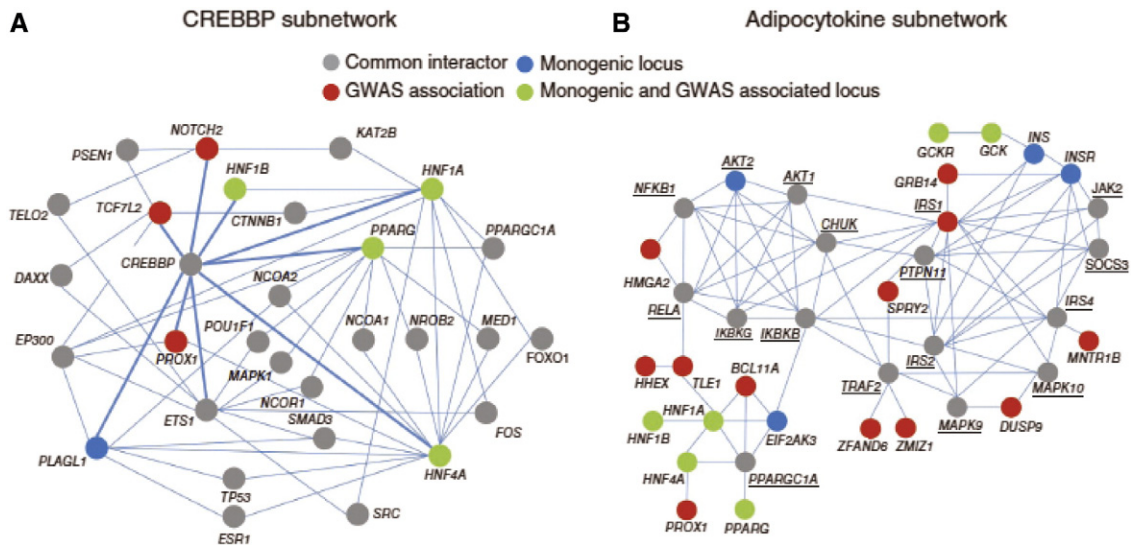 A
CREBBP subnetwork
B
Adipocytokine subnetwork
Common interactor
Monogenic locus
GWAS association
Monogenic and GWAS associated locus
NOTCH2
KAT2B
PSEN1
HNF1B
HNF1A
TELO2
TCF7L2
CTNNB1
PPARG
PPARGC1A
CREBBP
DAXX
NCOA2
EP300
POU1F1
NCOA1
NROB2
MED1
PROX1
FOXO1
MAPK1
NCOR1
ETS1
SMAD3
FOS
PLAGL1
HNF4A
TP53
SRC
ESR1
INS
GCKR
GCK
AKT2
INSR
AKT1
GRB14
NFKB1
JAK2
IRS1
CHUK
PTPN11
SOCS3
HMGA2
SPRY2
RELA
IRS4
IKBKG
IKBKB
IRS2
MNTR1B
BCL11A
HHEX
TLE1
TRAF2
MAPK10
HNF1A
MAPK9
DUSP9
HNF1B
EIF2AK3
ZFAND6
ZMIZ1
HNF4A
PPARGC1A
PROX1
PPARG